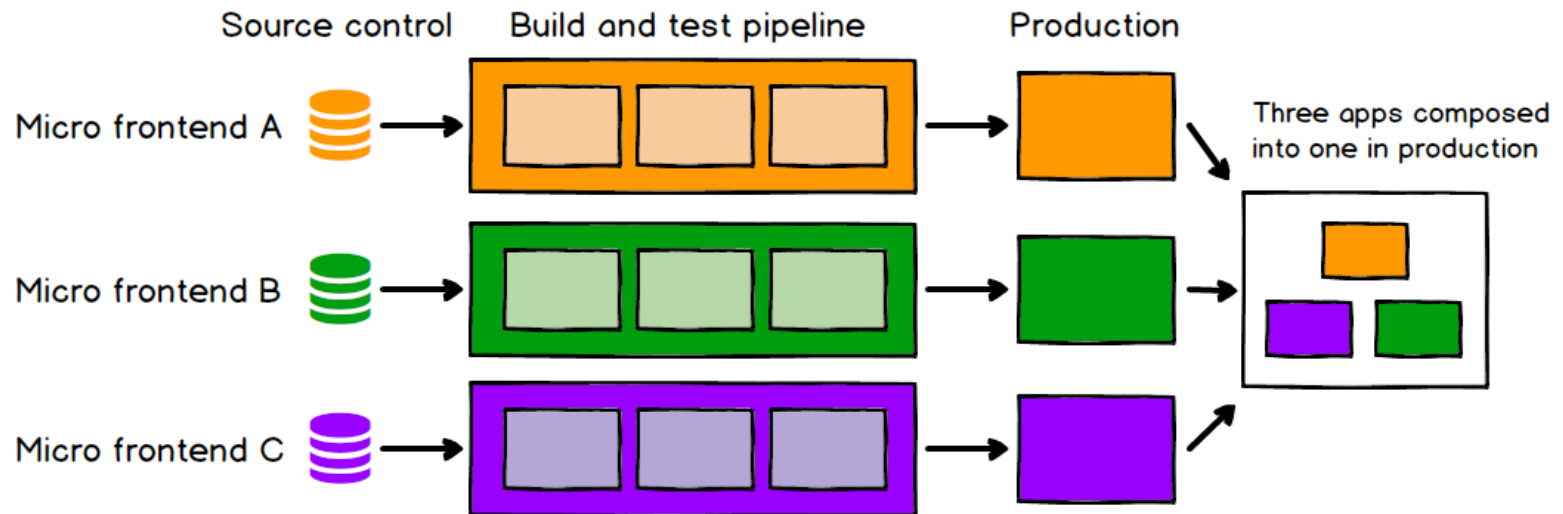 Source control
Build and test pipeline
Production
Micro frontend A
Three apps composed
into one in production
Micro frontend B
Micro frontend C